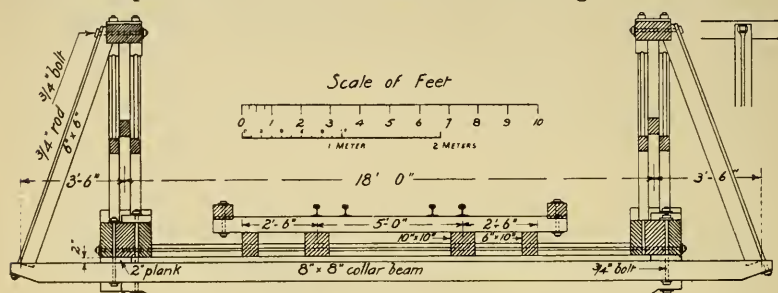 3/4" bolt
3/4" rod
6" x 6"
Scale of Feet
0 1 2 3 4 5 6 7 8 9 10
1 METER 2 METERS
3'-6" 18' 0" 3'-6"
2'-6" 5'-0" 2'-6"
10"x10" 6"x10"
2"
2" plank 8" x 8" collar beam 3/4" bolt